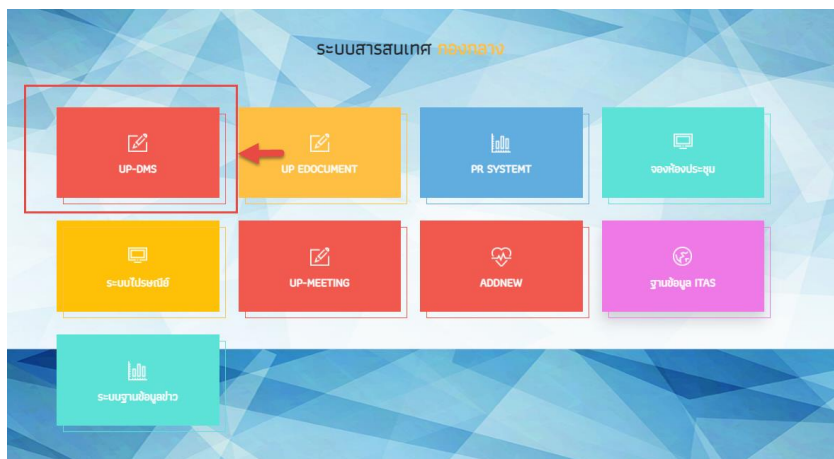 ระบบสารสนเทศ กองกลาง
UP-DMS
UP EDOCUMENT
PR SYSTEMT
จองห้องประชุม
ระบบไปรษณีย์
UP-MEETING
ADDNEW
ฐานข้อมูล ITAS
ระบบฐานข้อมูลข่าว